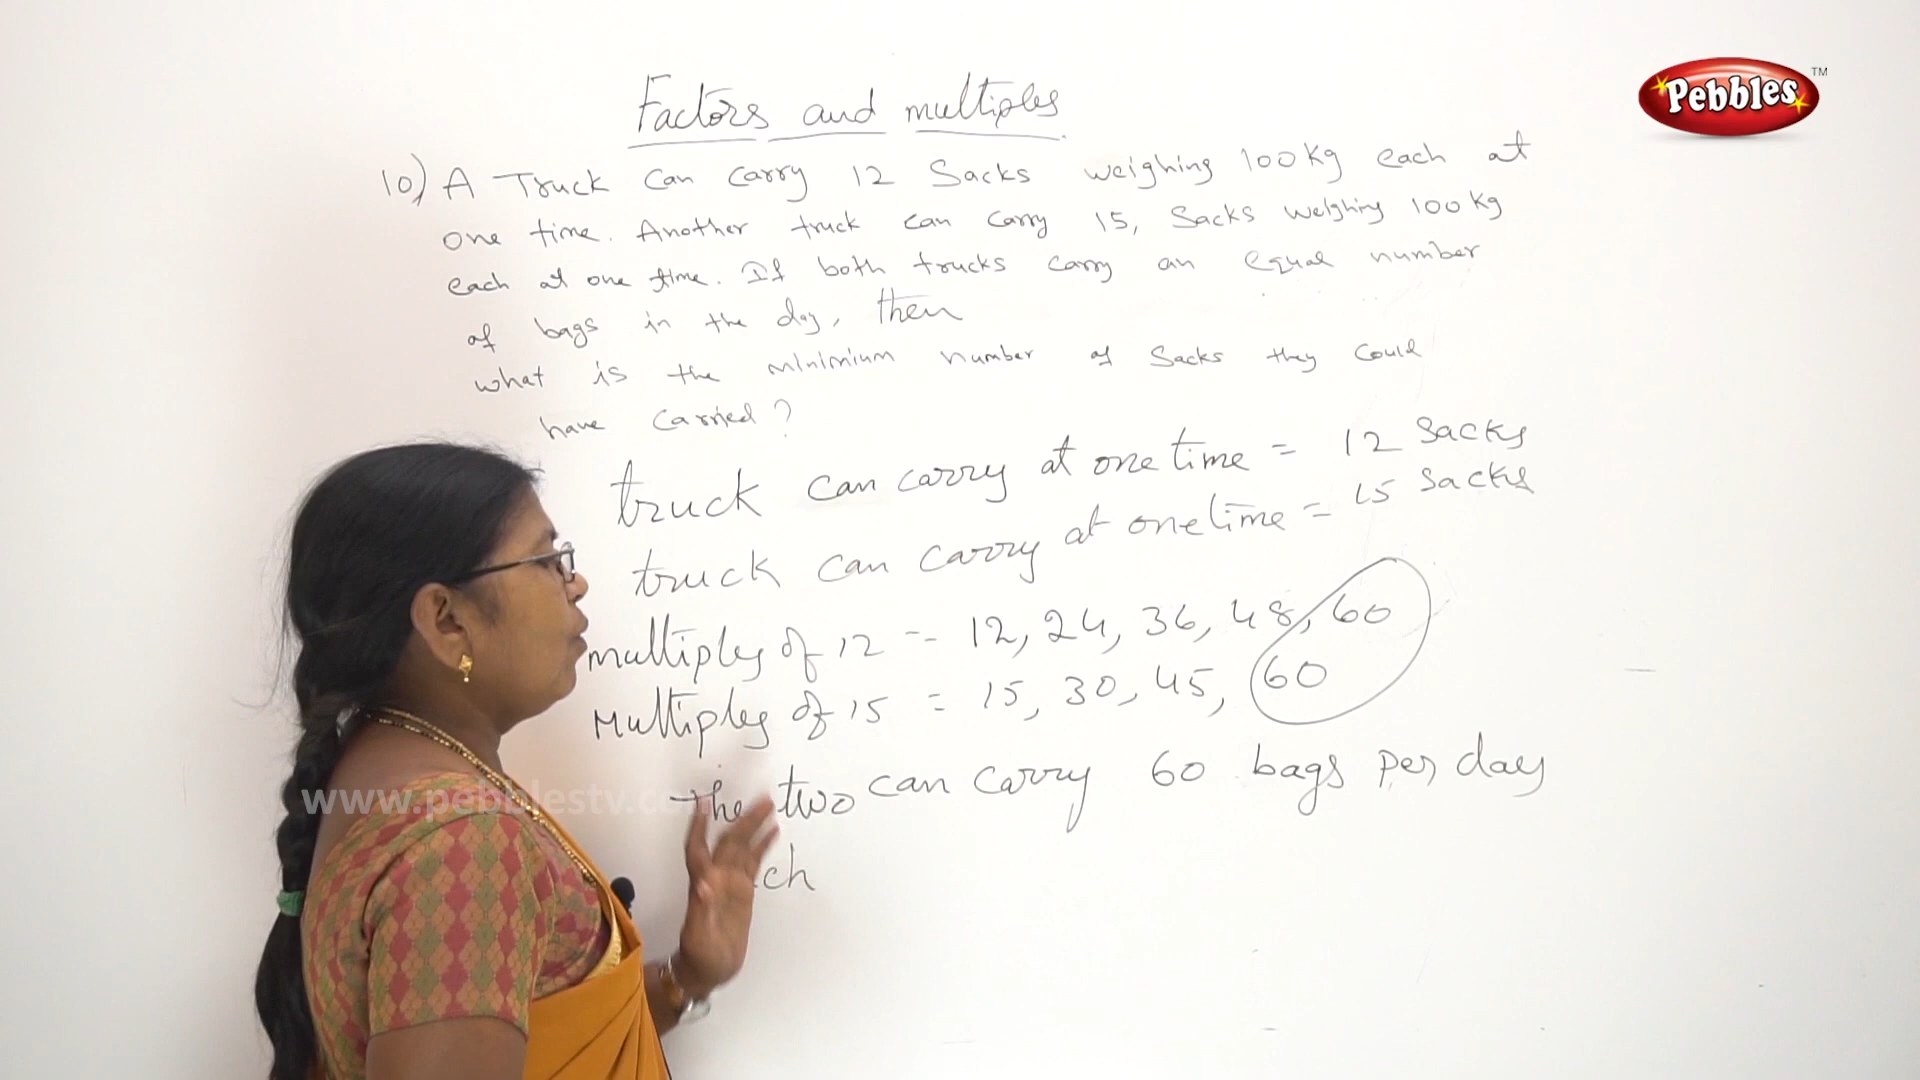 Pebbles TM
Factors and multiples
10) A Truck can carry 12 Sacks weighing 100kg each at
one time. Another truck can carry 15, Sacks weighing 100kg
each at one time. If both trucks carry an equal number
of bags in the day, then
what is the minimium number of Sacks they could
have carried?
truck can carry at one time = 12 Sacks
truck can carry at one time = 15 Sacks
multiples of 12 = 12, 24, 36, 48, 60
multiples of 15 = 15, 30, 45, 60
The two can carry 60 bags per day
ch